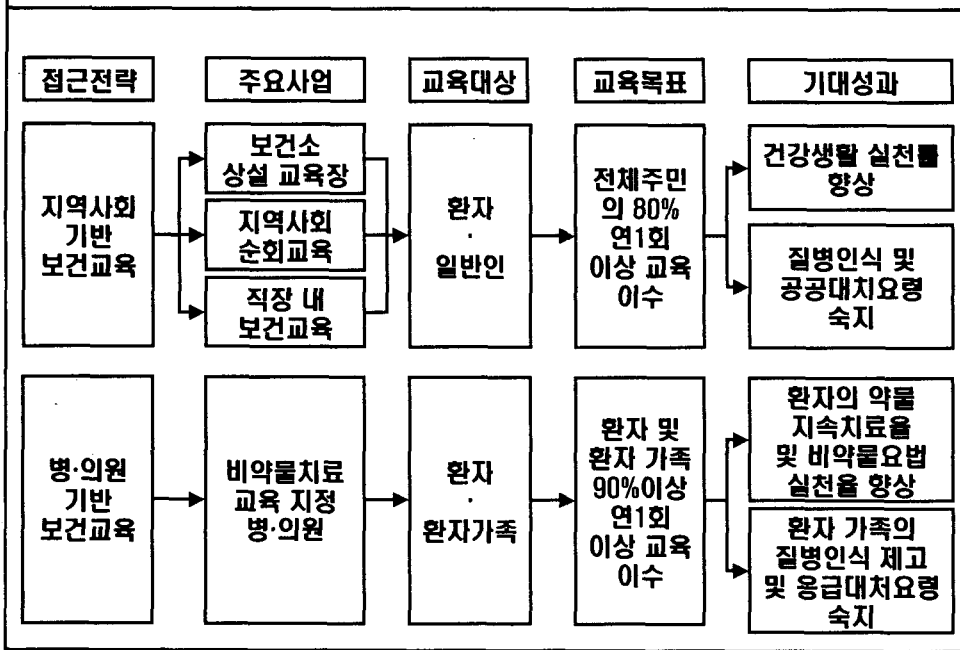 접근전략
주요사업
교육대상
교육목표
기대성과
지역사회
기반
보건교육
보건소
상설 교육장
지역사회
순회교육
직장 내
보건교육
환자
·
일반인
전체주민
의 80%
연1회
이상 교육
이수
건강생활 실천률
향상
질병인식 및
공공대치요령
숙지
병·의원
기반
보건교육
비약물치료
교육 지정
병·의원
환자
·
환자가족
환자 및
환자 가족
90%이상
연1회
이상 교육
이수
환자의 약물
지속치료율
및 비약물요법
실천율 향상
환자 가족의
질병인식 제고
및 응급대처요령
숙지